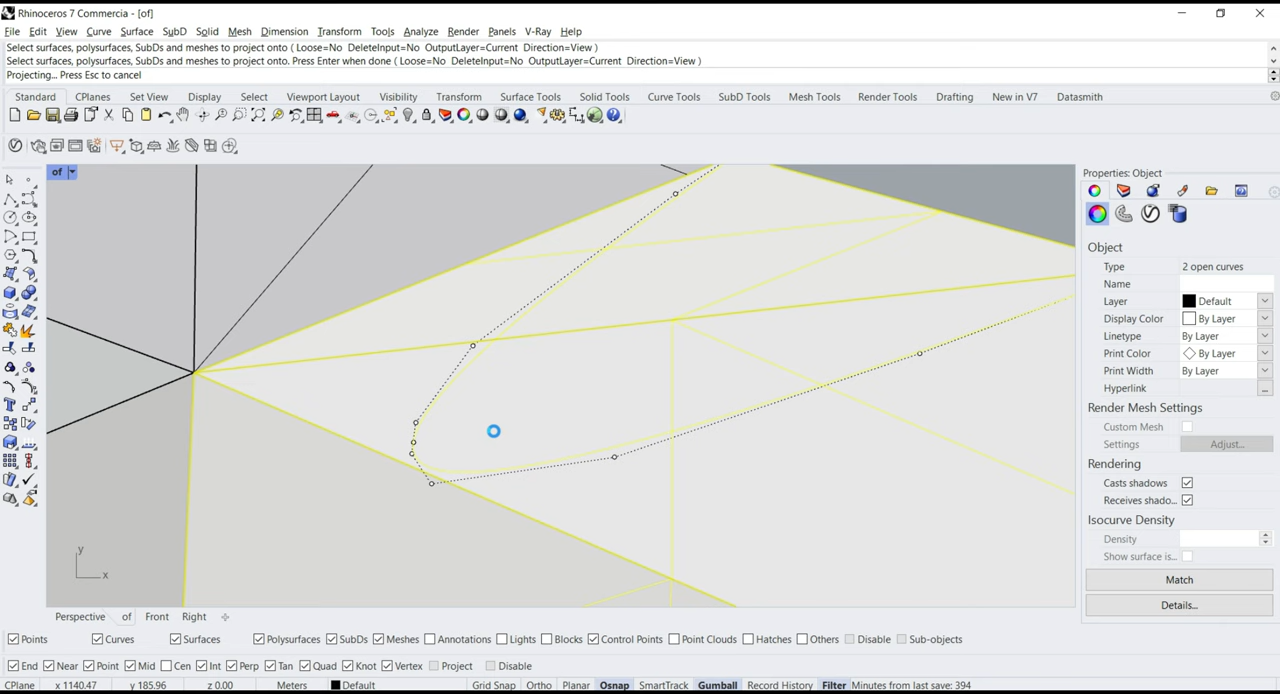 Rhinoceros 7 Commercia - [of]
File Edit View Curve Surface SubD Solid Mesh Dimension Transform Tools Analyze Render Panels V-Ray Help
Select surfaces, polysurfaces, SubDs and meshes to project onto ( Loose=No DeleteInput=No OutputLayer=Current Direction=View )
Select surfaces, polysurfaces, SubDs and meshes to project onto. Press Enter when done ( Loose=No DeleteInput=No OutputLayer=Current Direction=View )
Projecting... Press Esc to cancel
Standard CPlanes Set View Display Select Viewport Layout Visibility Transform Surface Tools Solid Tools Curve Tools SubD Tools Mesh Tools Render Tools Drafting New in V7 Datasmith
of
Properties: Object
Object
Type 2 open curves
Name
Layer Default
Display Color By Layer
Linetype By Layer
Print Color By Layer
Print Width By Layer
Hyperlink ...
Render Mesh Settings
Custom Mesh
Settings Adjust...
Rendering
Casts shadows
Receives shado...
Isocurve Density
Density
Show surface is...
Match
Details...
y
x
Perspective of Front Right
Points Curves Surfaces Polysurfaces SubDs Meshes Annotations Lights Blocks Control Points Point Clouds Hatches Others Disable Sub-objects
End Near Point Mid Cen Int Perp Tan Quad Knot Vertex Project Disable
CPlane x 1140.47 y 185.96 z 0.00 Meters Default Grid Snap Ortho Planar Osnap SmartTrack Gumball Record History Filter Minutes from last save: 394